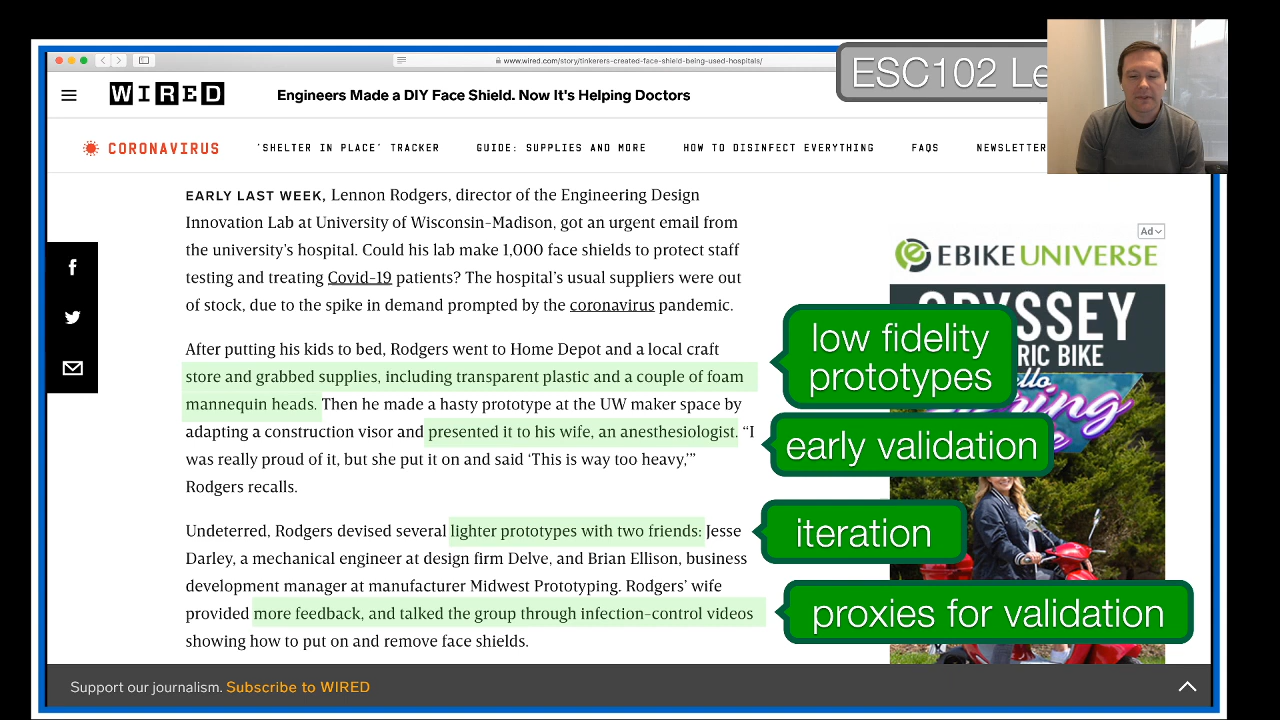 www.wired.com/story/tinkerers-created-face-shield-being-used-hospitals/
ESC102 Le
WIRED
Engineers Made a DIY Face Shield. Now It's Helping Doctors
CORONAVIRUS
'SHELTER IN PLACE' TRACKER
GUIDE: SUPPLIES AND MORE
HOW TO DISINFECT EVERYTHING
FAQS
NEWSLETTER
EARLY LAST WEEK, Lennon Rodgers, director of the Engineering Design
Innovation Lab at University of Wisconsin-Madison, got an urgent email from
the university's hospital. Could his lab make 1,000 face shields to protect staff
testing and treating Covid-19 patients? The hospital's usual suppliers were out
of stock, due to the spike in demand prompted by the coronavirus pandemic.
After putting his kids to bed, Rodgers went to Home Depot and a local craft
store and grabbed supplies, including transparent plastic and a couple of foam
mannequin heads. Then he made a hasty prototype at the UW maker space by
adapting a construction visor and presented it to his wife, an anesthesiologist. “I
was really proud of it, but she put it on and said ‘This is way too heavy,’”
Rodgers recalls.
Undeterred, Rodgers devised several lighter prototypes with two friends: Jesse
Darley, a mechanical engineer at design firm Delve, and Brian Ellison, business
development manager at manufacturer Midwest Prototyping. Rodgers’ wife
provided more feedback, and talked the group through infection-control videos
showing how to put on and remove face shields.
low fidelity
prototypes
early validation
iteration
proxies for validation
Ad
EBIKE UNIVERSE
YSSEY
RIC BIKE
Support our journalism. Subscribe to WIRED